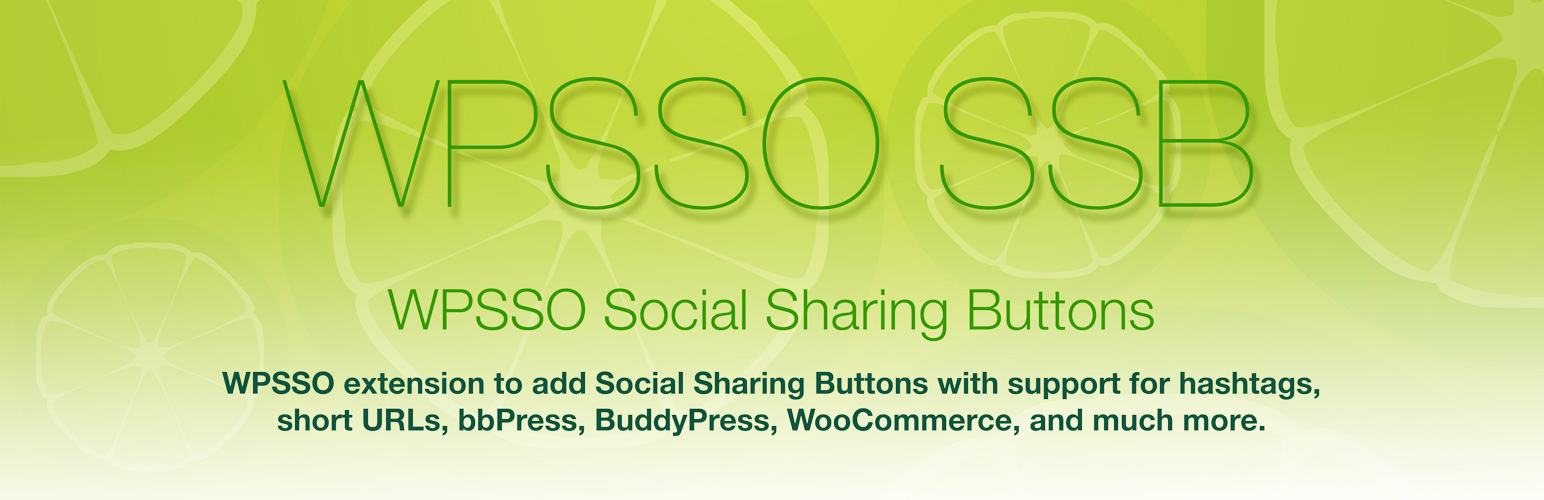 WPSSO SSB
WPSSO Social Sharing Buttons
WPSSO extension to add Social Sharing Buttons with support for hashtags,
short URLs, bbPress, BuddyPress, WooCommerce, and much more.